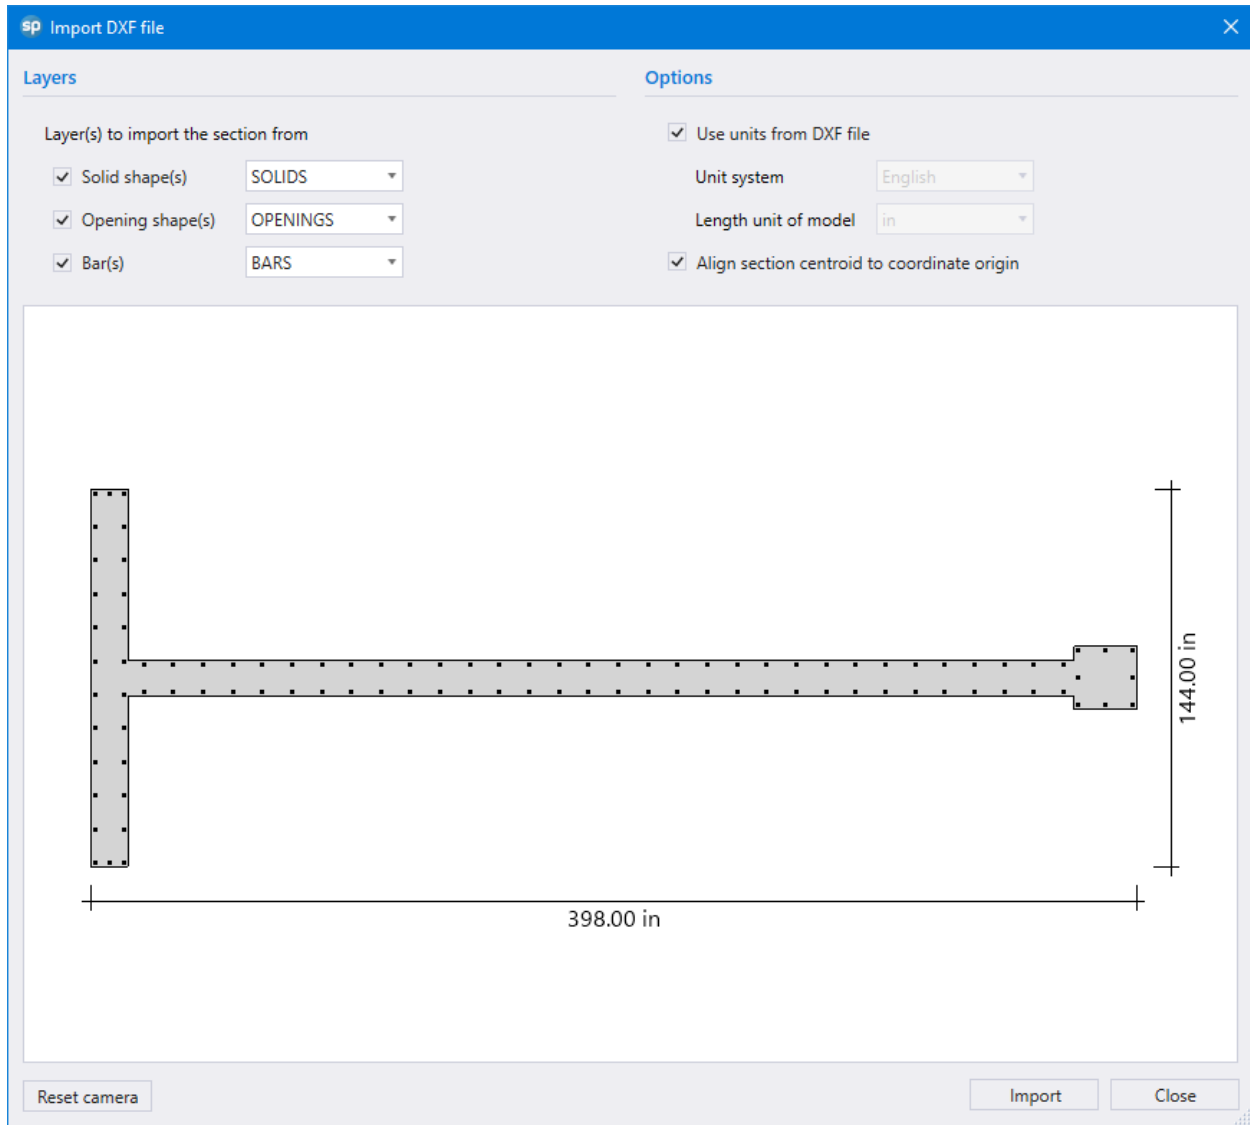 sp Import DXF file
Layers
Options
Layer(s) to import the section from
Use units from DXF file
Solid shape(s) SOLIDS
Unit system English
Opening shape(s) OPENINGS
Length unit of model in
Bar(s) BARS
Align section centroid to coordinate origin
144.00 in
398.00 in
Reset camera
Import
Close